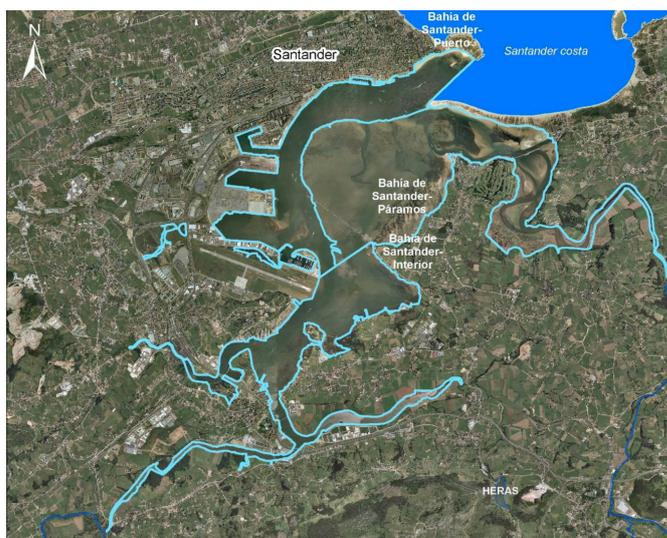 N
Bahía de
Santander-
Puerto
Santander
Santander costa
Bahía de
Santander-
Páramos
Bahía de
Santander-
Interior
HERAS